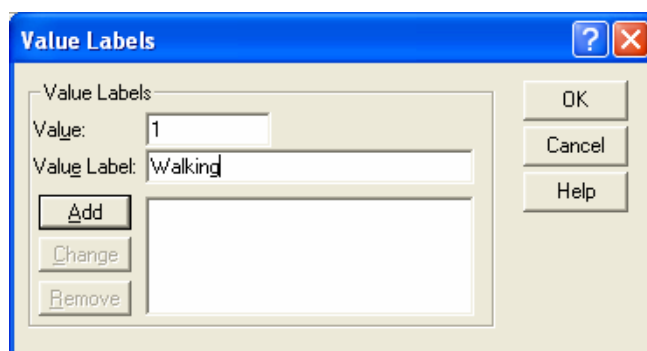 Value Labels
Value Labels
OK
Value: 1
Cancel
Value Label: Walking
Help
Add
Change
Remove